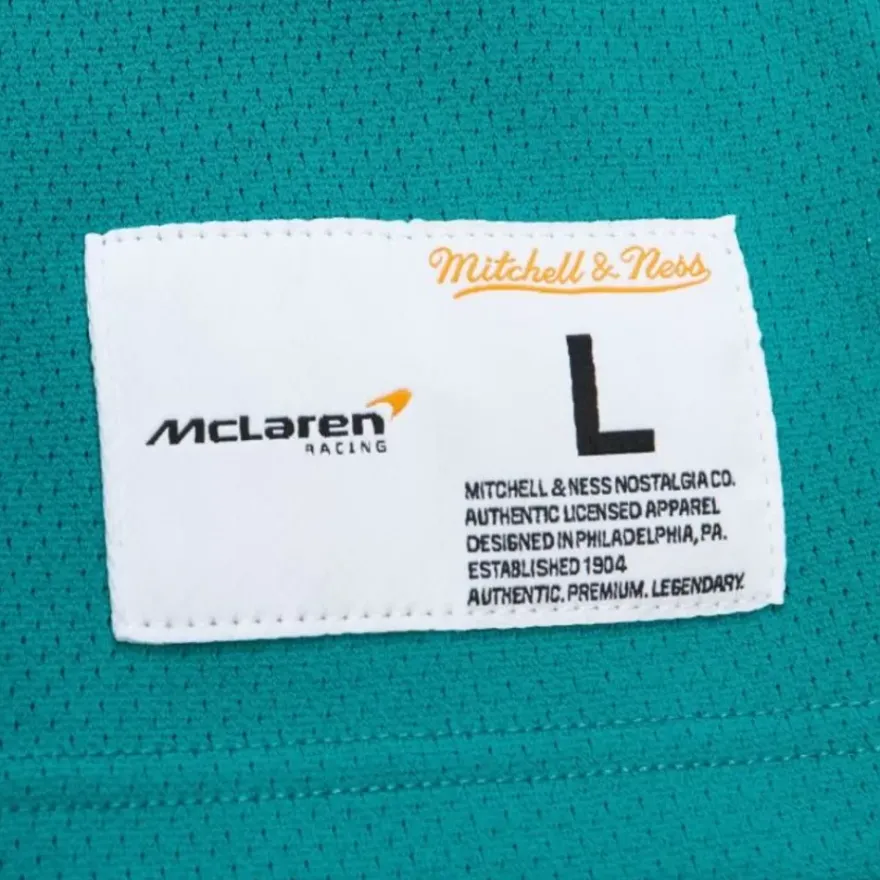 Mitchell & Ness
McLaren
RACING
L
MITCHELL & NESS NOSTALGIA CO.
AUTHENTIC LICENSED APPAREL
DESIGNED IN PHILADELPHIA, PA.
ESTABLISHED 1904
AUTHENTIC. PREMIUM. LEGENDARY.